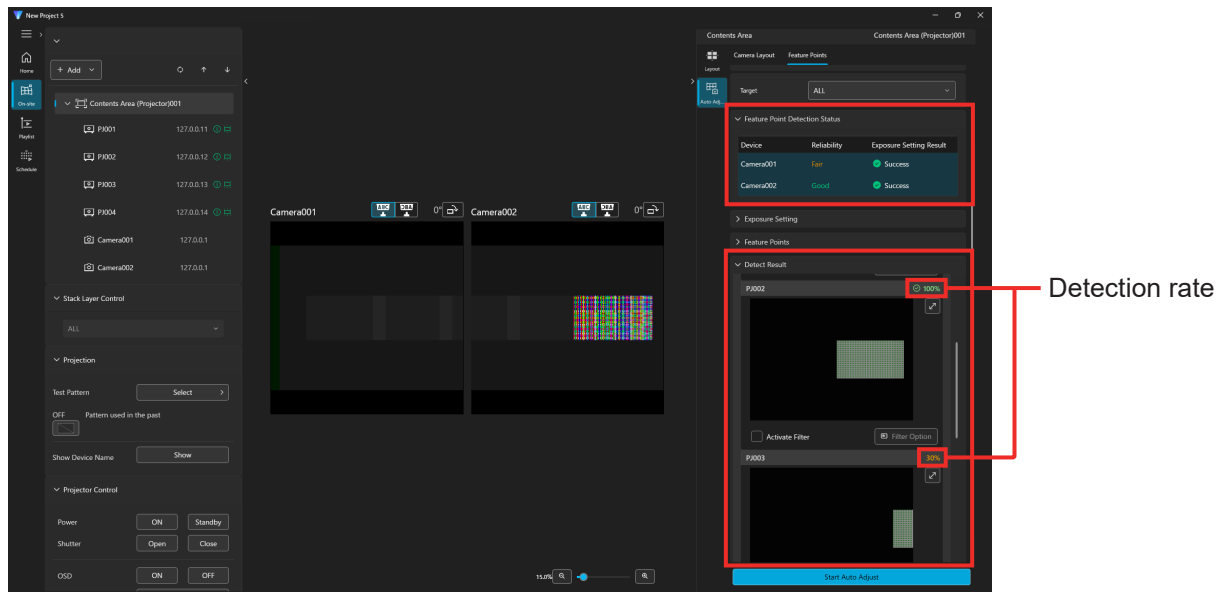 New Project 5
Home
On-site
Playlist
Schedule
+ Add
Contents Area (Projector)001
PJ001 127.0.0.11
PJ002 127.0.0.12
PJ003 127.0.0.13
PJ004 127.0.0.14
Camera001 127.0.0.1
Camera002 127.0.0.1
Stack Layer Control
ALL
Projection
Test Pattern Select
OFF Pattern used in the past
Show Device Name Show
Projector Control
Power ON Standby
Shutter Open Close
OSD ON OFF
Camera001 ABC ABC 0°
Camera002 ABC ABC 0°
15.0%
Contents Area Contents Area (Projector)001
Layout
Auto Adj...
Camera Layout Feature Points
Target ALL
Feature Point Detection Status
Device Reliability Exposure Setting Result
Camera001 Fair Success
Camera002 Good Success
Exposure Setting
Feature Points
Detect Result
PJ002 100%
Activate Filter Filter Option
PJ003 30%
Start Auto Adjust
Detection rate